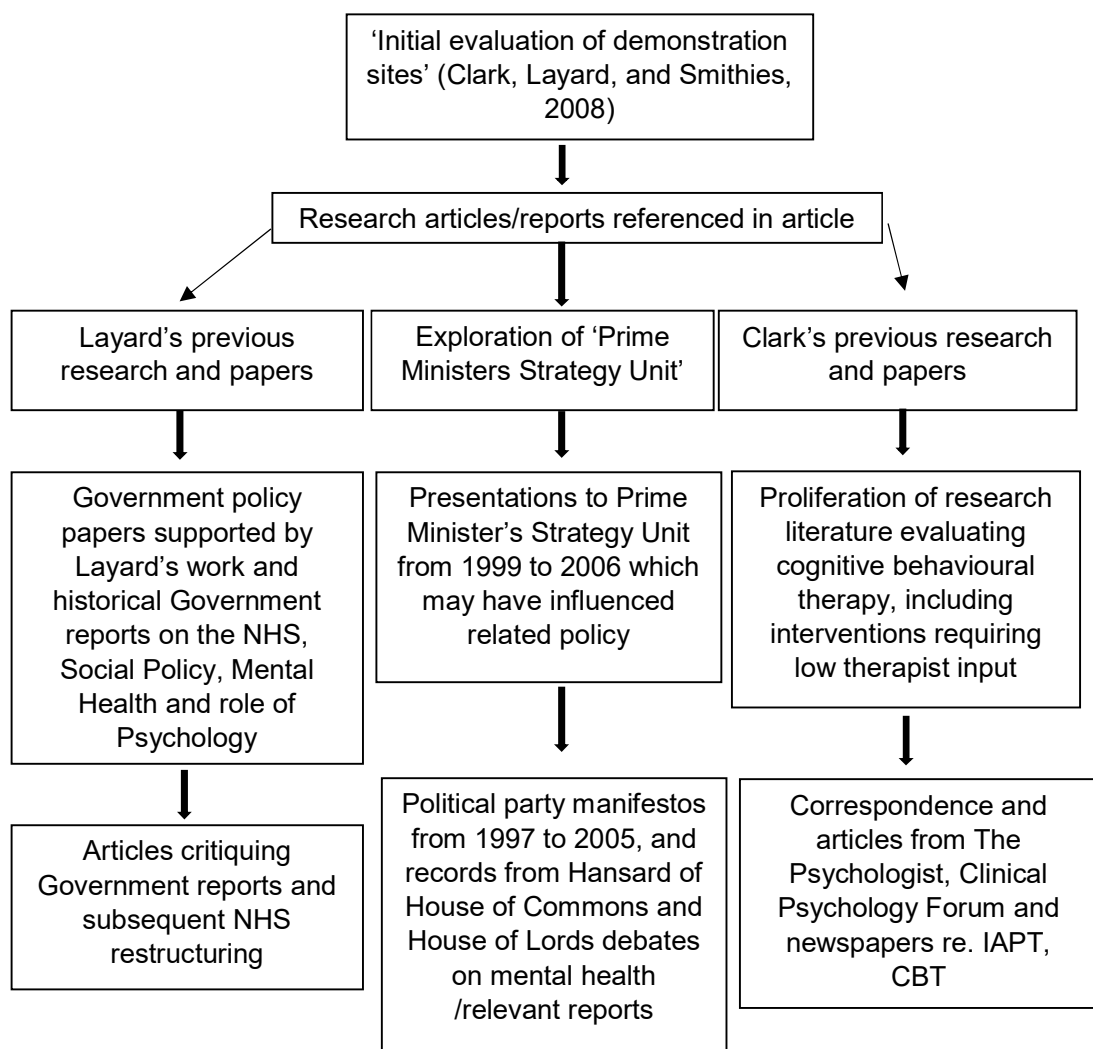 ‘Initial evaluation of demonstration
sites’ (Clark, Layard, and Smithies,
2008)
Research articles/reports referenced in article
Layard’s previous
research and papers
Exploration of ‘Prime
Ministers Strategy Unit’
Clark’s previous research
and papers
Government policy
papers supported by
Layard’s work and
historical Government
reports on the NHS,
Social Policy, Mental
Health and role of
Psychology
Presentations to Prime
Minister’s Strategy Unit
from 1999 to 2006 which
may have influenced
related policy
Proliferation of research
literature evaluating
cognitive behavioural
therapy, including
interventions requiring
low therapist input
Articles critiquing
Government reports and
subsequent NHS
restructuring
Political party manifestos
from 1997 to 2005, and
records from Hansard of
House of Commons and
House of Lords debates
on mental health
/relevant reports
Correspondence and
articles from The
Psychologist, Clinical
Psychology Forum and
newspapers re. IAPT,
CBT